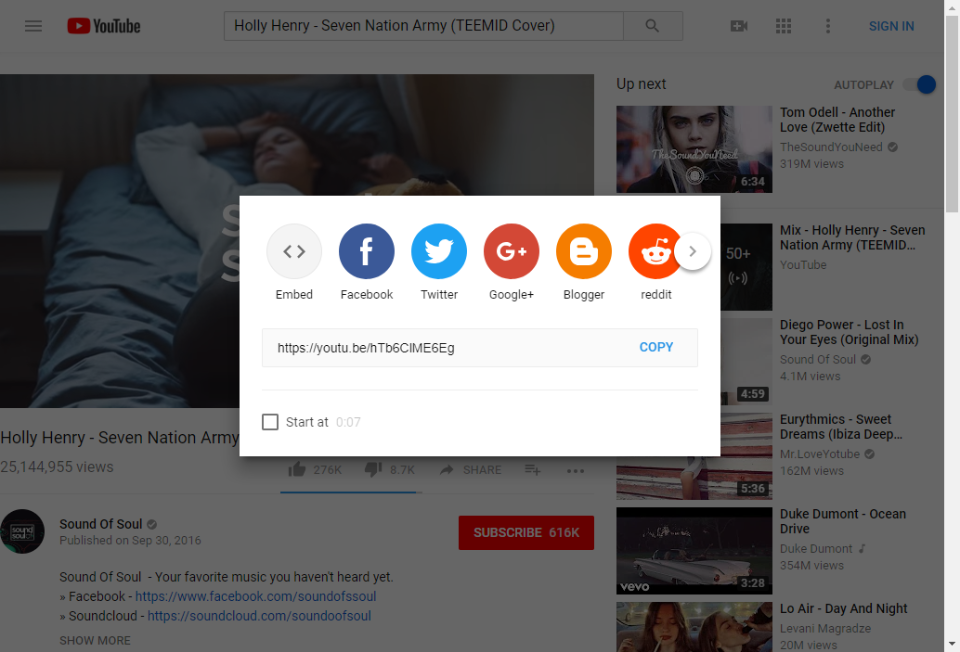 YouTube
Holly Henry - Seven Nation Army (TEEMID Cover)
SIGN IN
Up next
AUTOPLAY
TheSoundYouNeed
6:34
Tom Odell - Another
Love (Zwette Edit)
TheSoundYouNeed
319M views
50+
Mix - Holly Henry - Seven
Nation Army (TEEMID…
YouTube
4:59
Diego Power - Lost In
Your Eyes (Original Mix)
Sound Of Soul
4.1M views
5:36
Eurythmics - Sweet
Dreams (Ibiza Deep…
Mr.LoveYotube
162M views
vevo
3:28
Duke Dumont - Ocean
Drive
Duke Dumont
354M views
Lo Air - Day And Night
Levani Magradze
20M views
S
S
Embed
Facebook
Twitter
Google+
Blogger
reddit
https://youtu.be/hTb6CIME6Eg
COPY
Start at 0:07
Holly Henry - Seven Nation Army
25,144,955 views
276K
8.7K
SHARE
Sound Of Soul
Published on Sep 30, 2016
SUBSCRIBE 616K
Sound Of Soul - Your favorite music you haven't heard yet.
» Facebook - https://www.facebook.com/soundofssoul
» Soundcloud - https://soundcloud.com/soundoofsoul
SHOW MORE